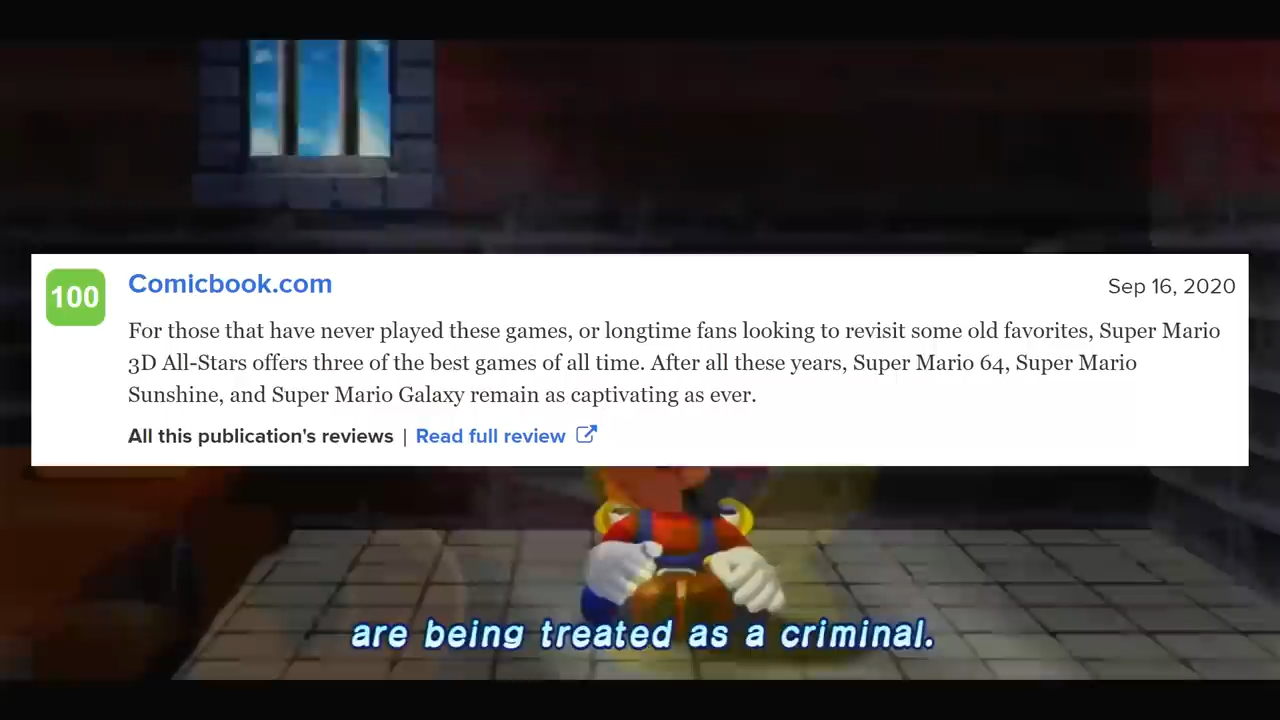 100
Comicbook.com
Sep 16, 2020
For those that have never played these games, or longtime fans looking to revisit some old favorites, Super Mario
3D All-Stars offers three of the best games of all time. After all these years, Super Mario 64, Super Mario
Sunshine, and Super Mario Galaxy remain as captivating as ever.
All this publication's reviews | Read full review
are being treated as a criminal.